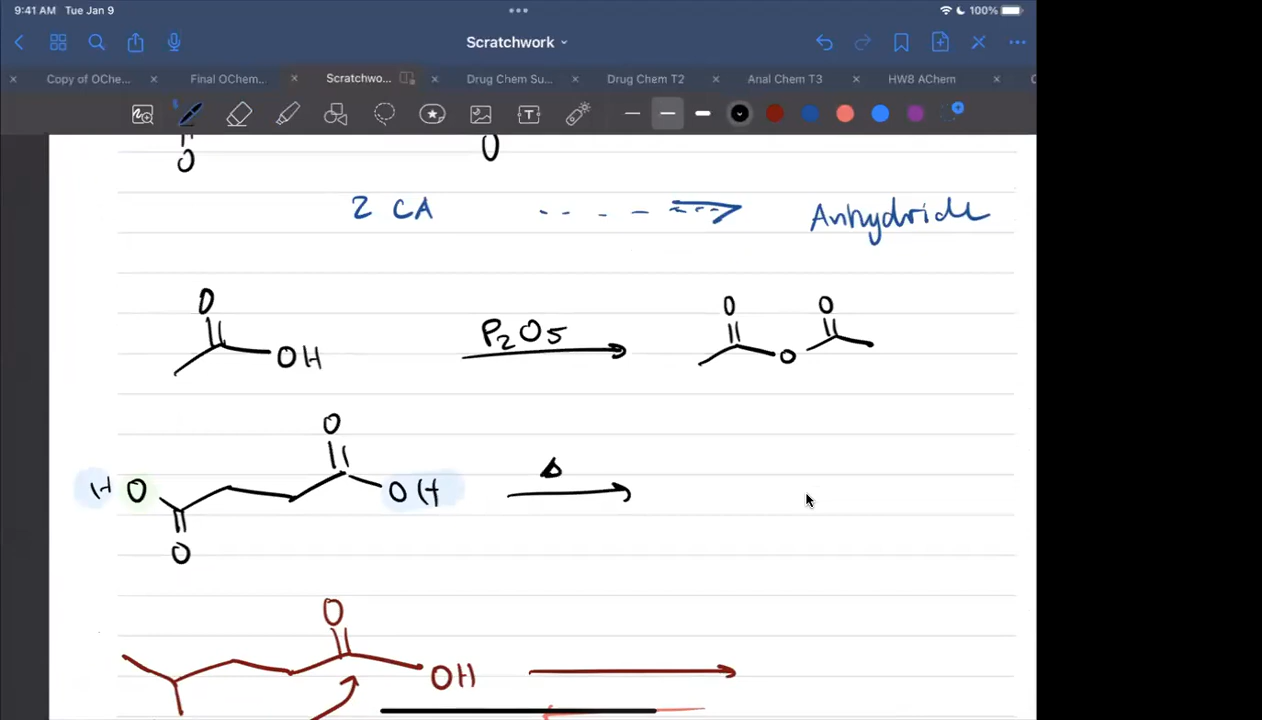 9:41 AM Tue Jan 9
100%
Scratchwork
Copy of OChe...
Final OChem...
Scratchwo...
Drug Chem Su...
Drug Chem T2
Anal Chem T3
HW8 AChem
T
O
O
2 CA
Anhydride
O
OH
P2O5
O
O
O
O
HO
OH
Δ
O
O
OH